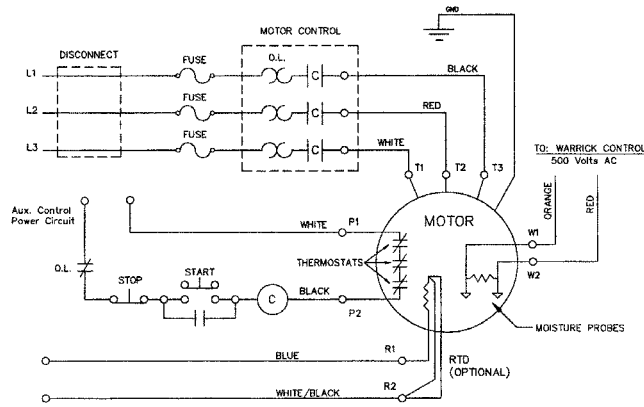 GND
MOTOR CONTROL
DISCONNECT
FUSE
O.L.
L1
C
BLACK
FUSE
L2
C
RED
FUSE
L3
C
WHITE
T1
T2
T3
TO: WARRICK CONTROL
500 Volts AC
ORANGE
RED
Aux. Control
Power Circuit
WHITE
P1
MOTOR
W1
THERMOSTATS
O.L.
STOP
START
C
BLACK
P2
W2
MOISTURE PROBES
BLUE
R1
RTD
(OPTIONAL)
WHITE/BLACK
R2